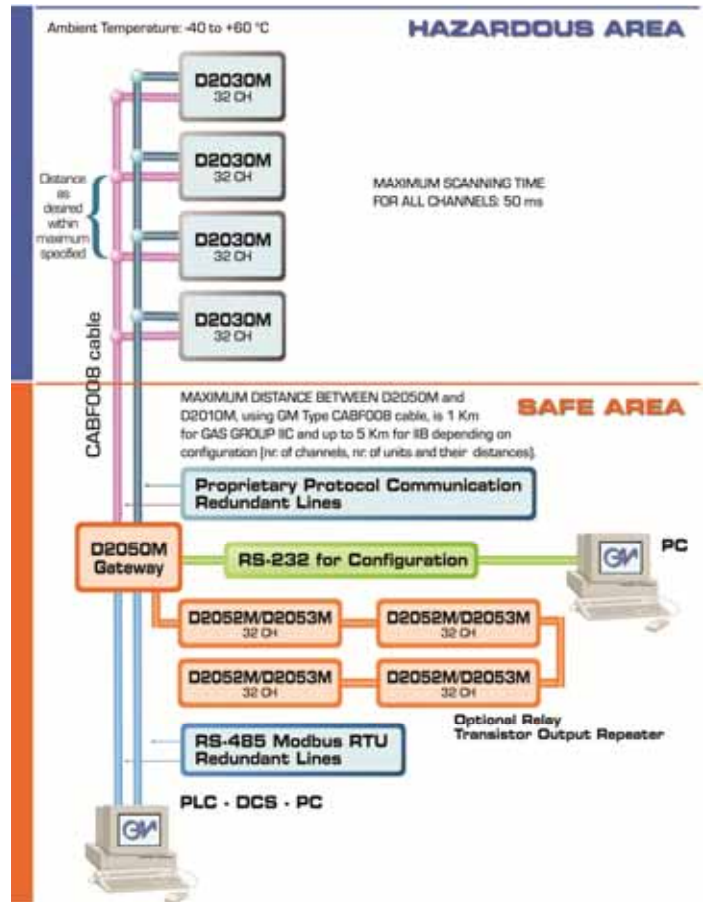 Ambient Temperature: -40 to +60 °C
HAZARDOUS AREA
D2030M
32 CH
D2030M
32 CH
Distance
as
desired
within
maximum
specified
MAXIMUM SCANNING TIME
FOR ALL CHANNELS: 50 ms
D2030M
32 CH
D2030M
32 CH
CABF008 cable
MAXIMUM DISTANCE BETWEEN D2050M and
D2010M, using GM Type CABF008 cable, is 1 Km
for GAS GROUP IIC and up to 5 Km for IIB depending on
configuration (nr. of channels, nr. of units and their distances).
SAFE AREA
Proprietary Protocol Communication
Redundant Lines
D2050M
Gateway
RS-232 for Configuration
GM
PC
D2052M/D2053M
32 CH
D2052M/D2053M
32 CH
D2052M/D2053M
32 CH
D2052M/D2053M
32 CH
Optional Relay
Transistor Output Repeater
RS-485 Modbus RTU
Redundant Lines
PLC - DCS - PC
GM